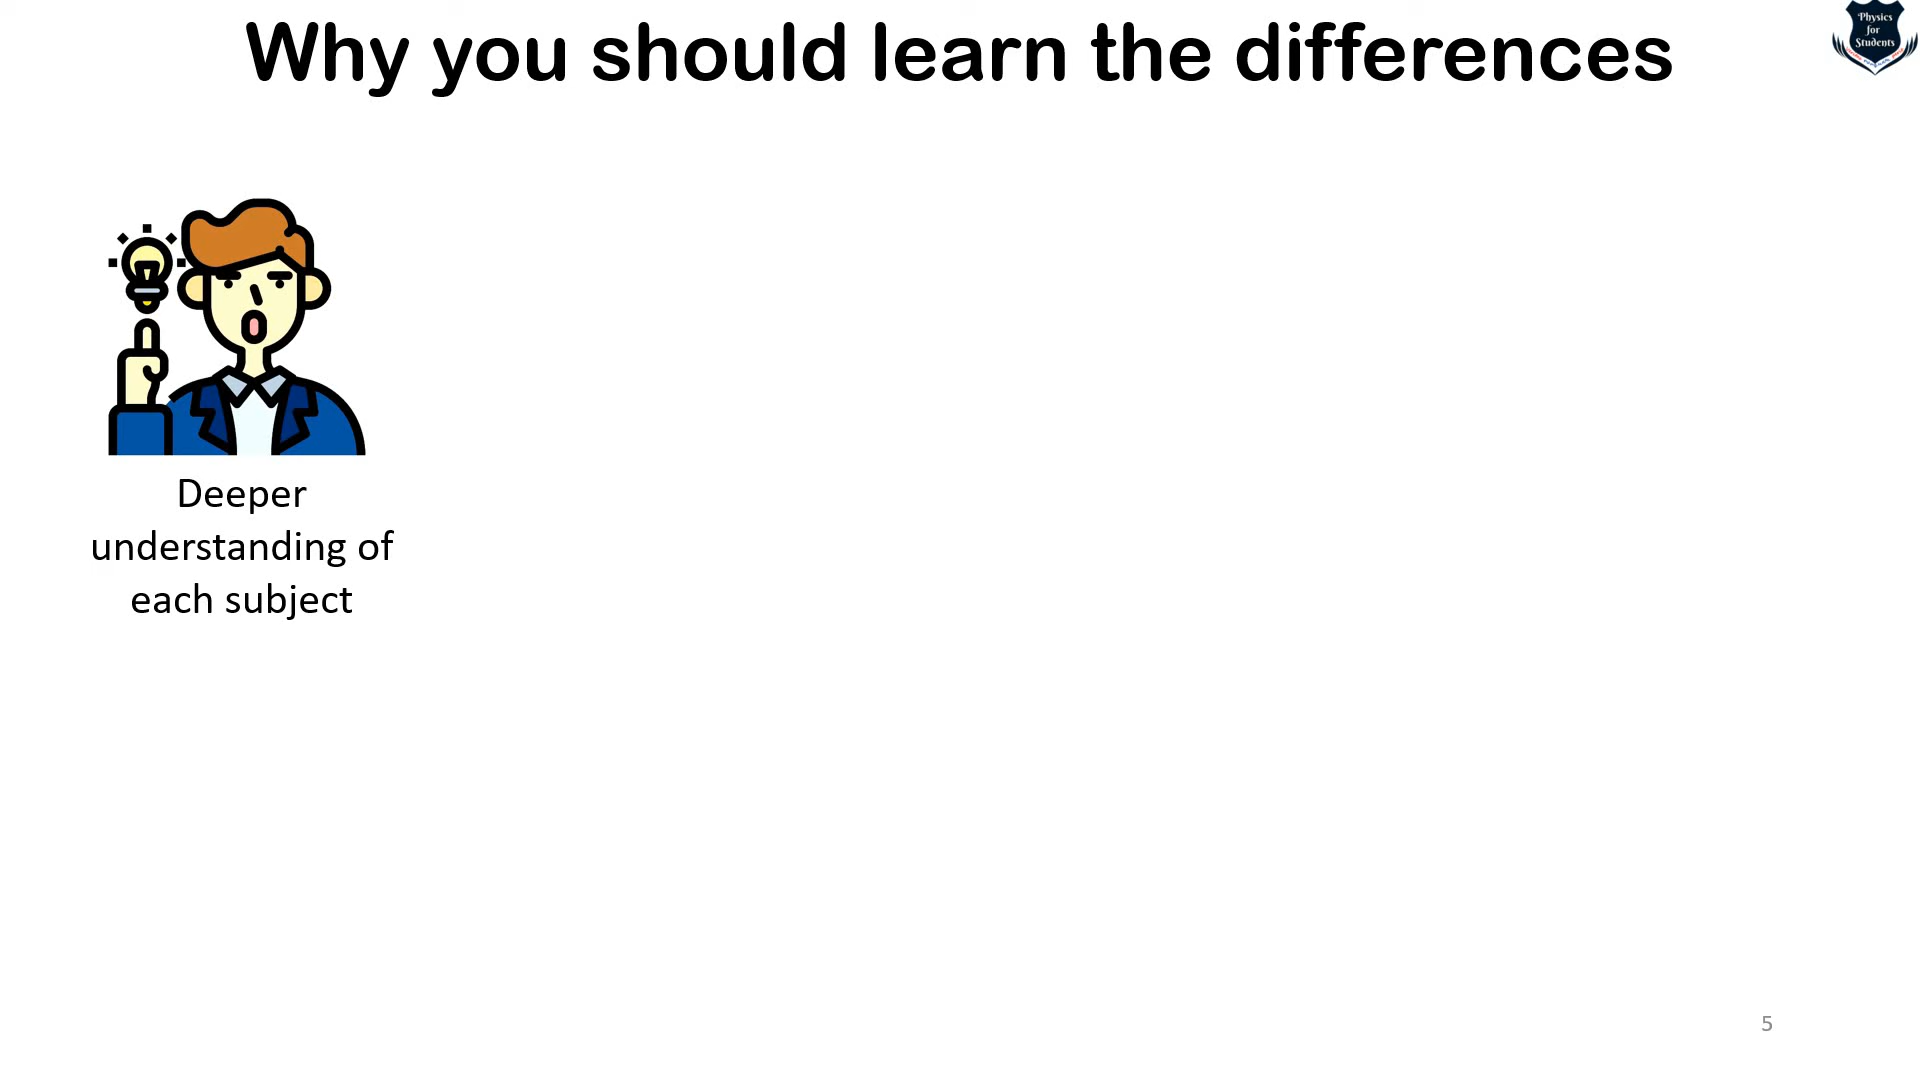 Why you should learn the differences
Physics
for
Students
Deeper
understanding of
each subject
5